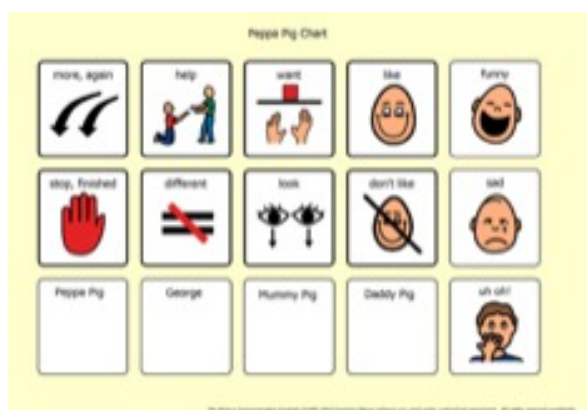 Peppa Pig Chart
more, again help want like funny
stop, finished different look don't like sad
Peppa Pig George Mummy Pig Daddy Pig uh oh!